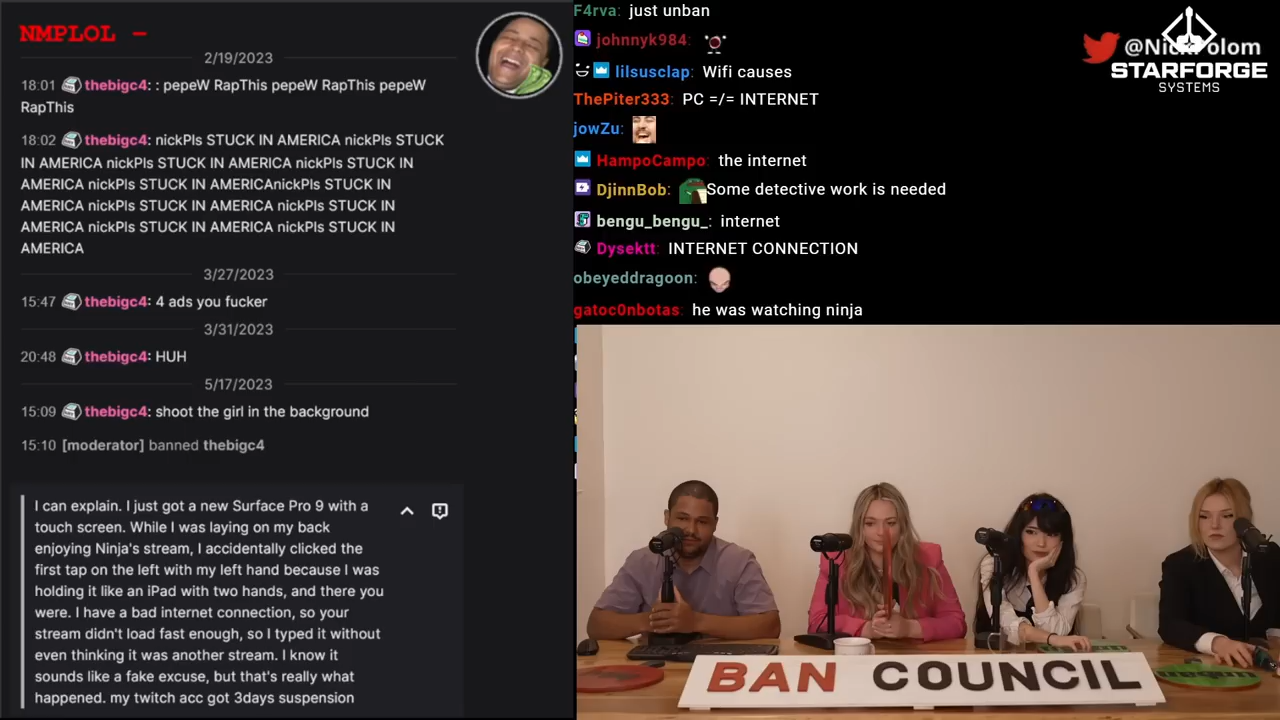 NMPLOL -
2/19/2023
18:01 thebigc4: : pepeW RapThis pepeW RapThis pepeW
RapThis
18:02 thebigc4: nickPls STUCK IN AMERICA nickPls STUCK
IN AMERICA nickPls STUCK IN AMERICA nickPls STUCK IN
AMERICA nickPls STUCK IN AMERICAnickPls STUCK IN
AMERICA nickPls STUCK IN AMERICA nickPls STUCK IN
AMERICA nickPls STUCK IN AMERICA nickPls STUCK IN
AMERICA
3/27/2023
15:47 thebigc4: 4 ads you fucker
3/31/2023
20:48 thebigc4: HUH
5/17/2023
15:09 thebigc4: shoot the girl in the background
15:10 [moderator] banned thebigc4
I can explain. I just got a new Surface Pro 9 with a
touch screen. While I was laying on my back
enjoying Ninja's stream, I accidentally clicked the
first tap on the left with my left hand because I was
holding it like an iPad with two hands, and there you
were. I have a bad internet connection, so your
stream didn't load fast enough, so I typed it without
even thinking it was another stream. I know it
sounds like a fake excuse, but that's really what
happened. my twitch acc got 3days suspension
F4rva: just unban
johnnyk984:
lilsusclap: Wifi causes
ThePiter333: PC =/= INTERNET
jowZu:
HampoCampo: the internet
DjinnBob: Some detective work is needed
bengu_bengu_: internet
Dysektt: INTERNET CONNECTION
obeyeddragoon:
gatoc0nbotas: he was watching ninja
@NickPolom
STARFORGE
SYSTEMS
BAN COUNCIL